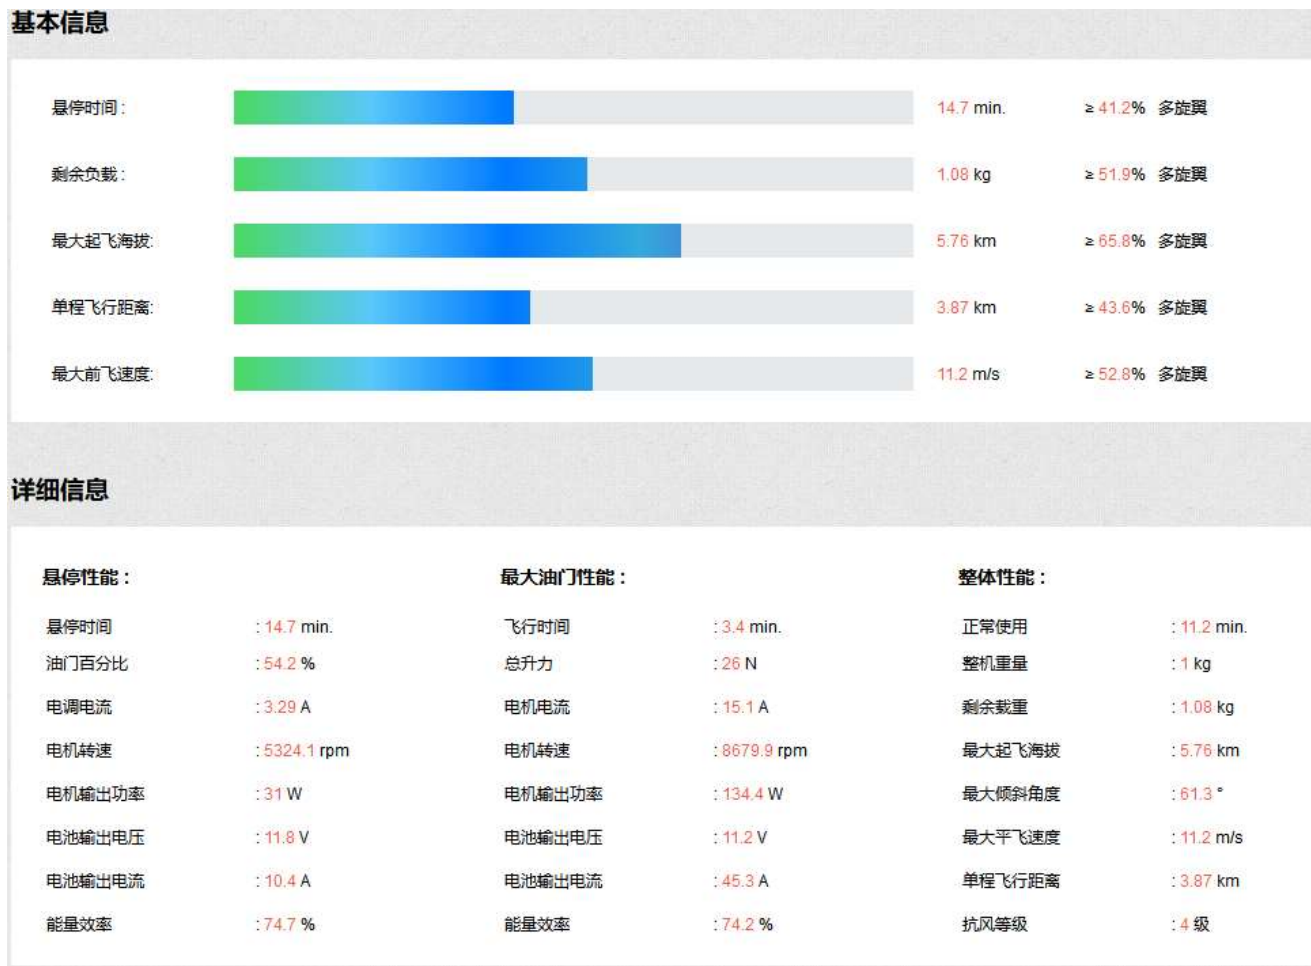 基本信息
悬停时间 : 14.7 min. ≥ 41.2% 多旋翼
剩余负载 : 1.08 kg ≥ 51.9% 多旋翼
最大起飞海拔: 5.76 km ≥ 65.8% 多旋翼
单程飞行距离: 3.87 km ≥ 43.6% 多旋翼
最大前飞速度: 11.2 m/s ≥ 52.8% 多旋翼
详细信息
悬停性能 : 最大油门性能 : 整体性能 :
悬停时间 : 14.7 min. 飞行时间 : 3.4 min. 正常使用 : 11.2 min.
油门百分比 : 54.2 % 总升力 : 26 N 整机重量 : 1 kg
电调电流 : 3.29 A 电机电流 : 15.1 A 剩余载重 : 1.08 kg
电机转速 : 5324.1 rpm 电机转速 : 8679.9 rpm 最大起飞海拔 : 5.76 km
电机输出功率 : 31 W 电机输出功率 : 134.4 W 最大倾斜角度 : 61.3 °
电池输出电压 : 11.8 V 电池输出电压 : 11.2 V 最大平飞速度 : 11.2 m/s
电池输出电流 : 10.4 A 电池输出电流 : 45.3 A 单程飞行距离 : 3.87 km
能量效率 : 74.7 % 能量效率 : 74.2 % 抗风等级 : 4 级